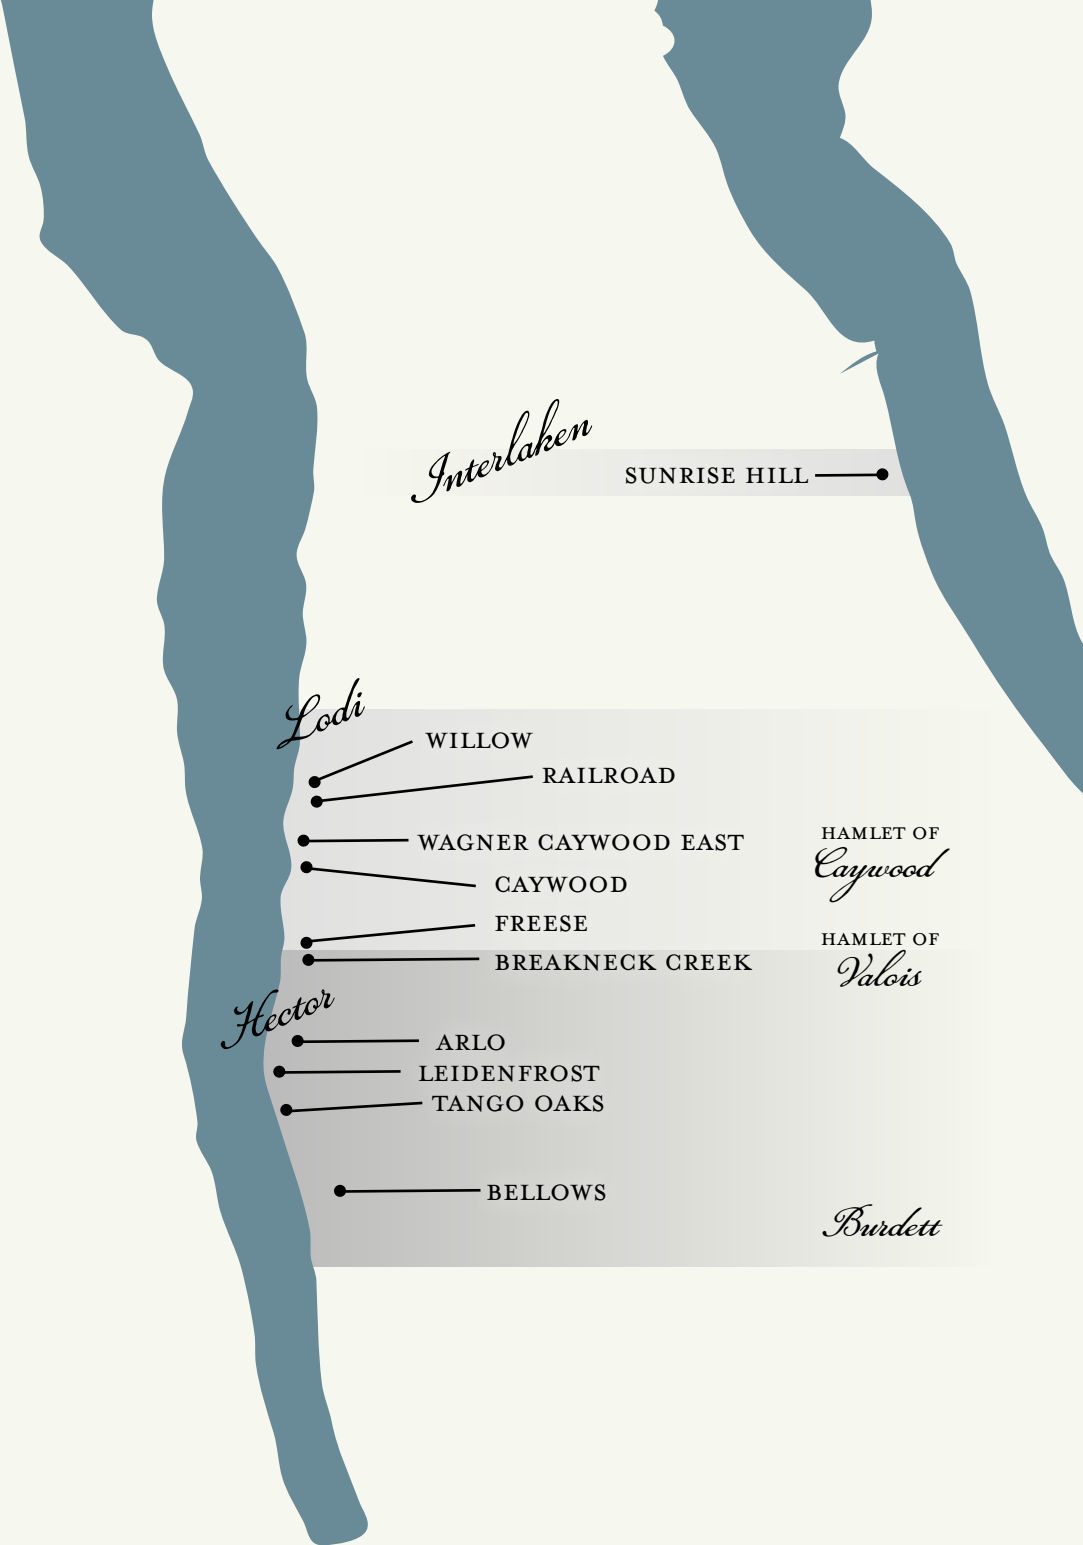 Interlaken
SUNRISE HILL
Lodi
WILLOW
RAILROAD
WAGNER CAYWOOD EAST
HAMLET OF
Caywood
CAYWOOD
FREESE
HAMLET OF
Valois
BREAKNECK CREEK
Hector
ARLO
LEIDENFROST
TANGO OAKS
BELLOWS
Burdett